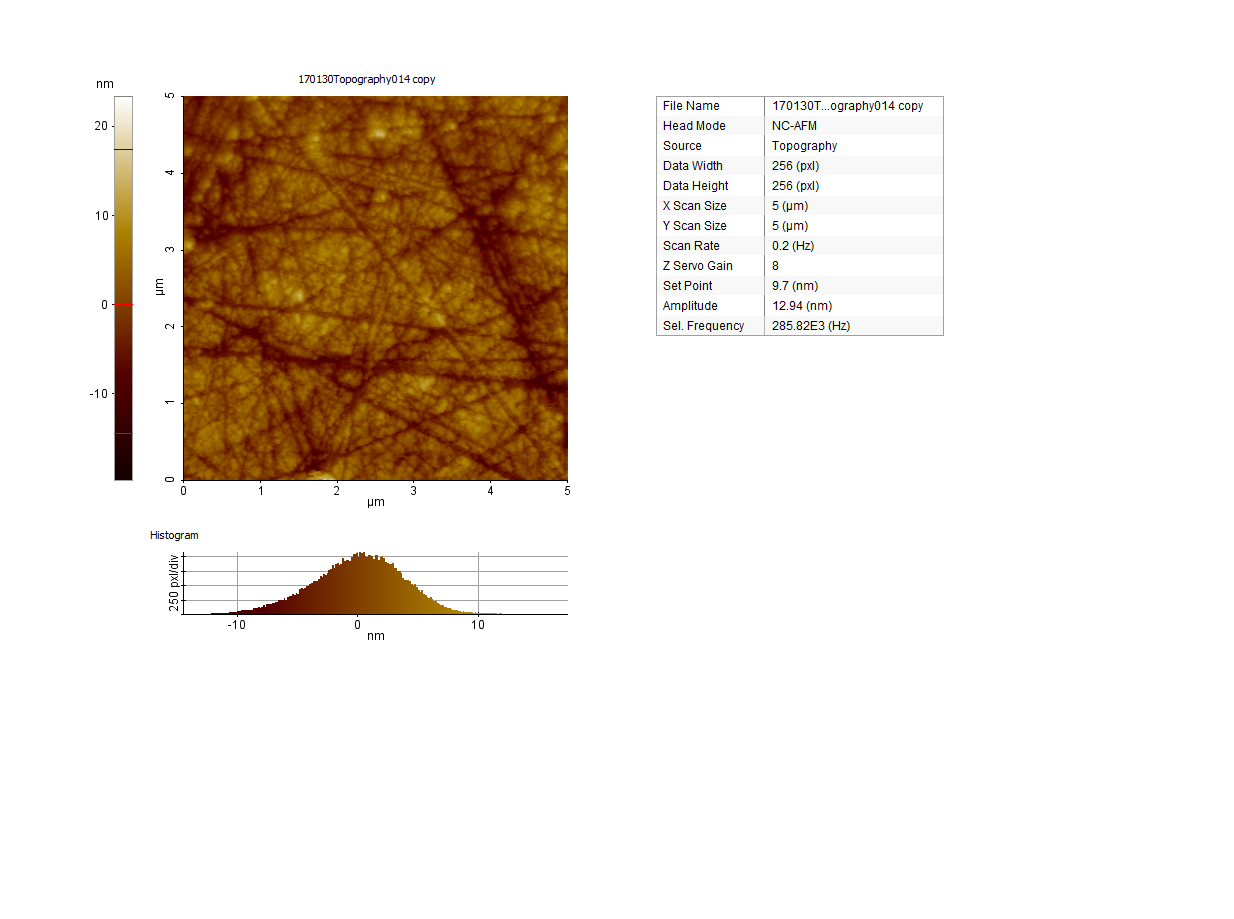 170130Topography014 copy
nm
20
10
0
-10
5
4
3
2
1
0
µm
0 1 2 3 4 5
µm
File Name 170130T...ography014 copy
Head Mode NC-AFM
Source Topography
Data Width 256 (pxl)
Data Height 256 (pxl)
X Scan Size 5 (µm)
Y Scan Size 5 (µm)
Scan Rate 0.2 (Hz)
Z Servo Gain 8
Set Point 9.7 (nm)
Amplitude 12.94 (nm)
Sel. Frequency 285.82E3 (Hz)
Histogram
250 pxl/div
-10 0 10
nm